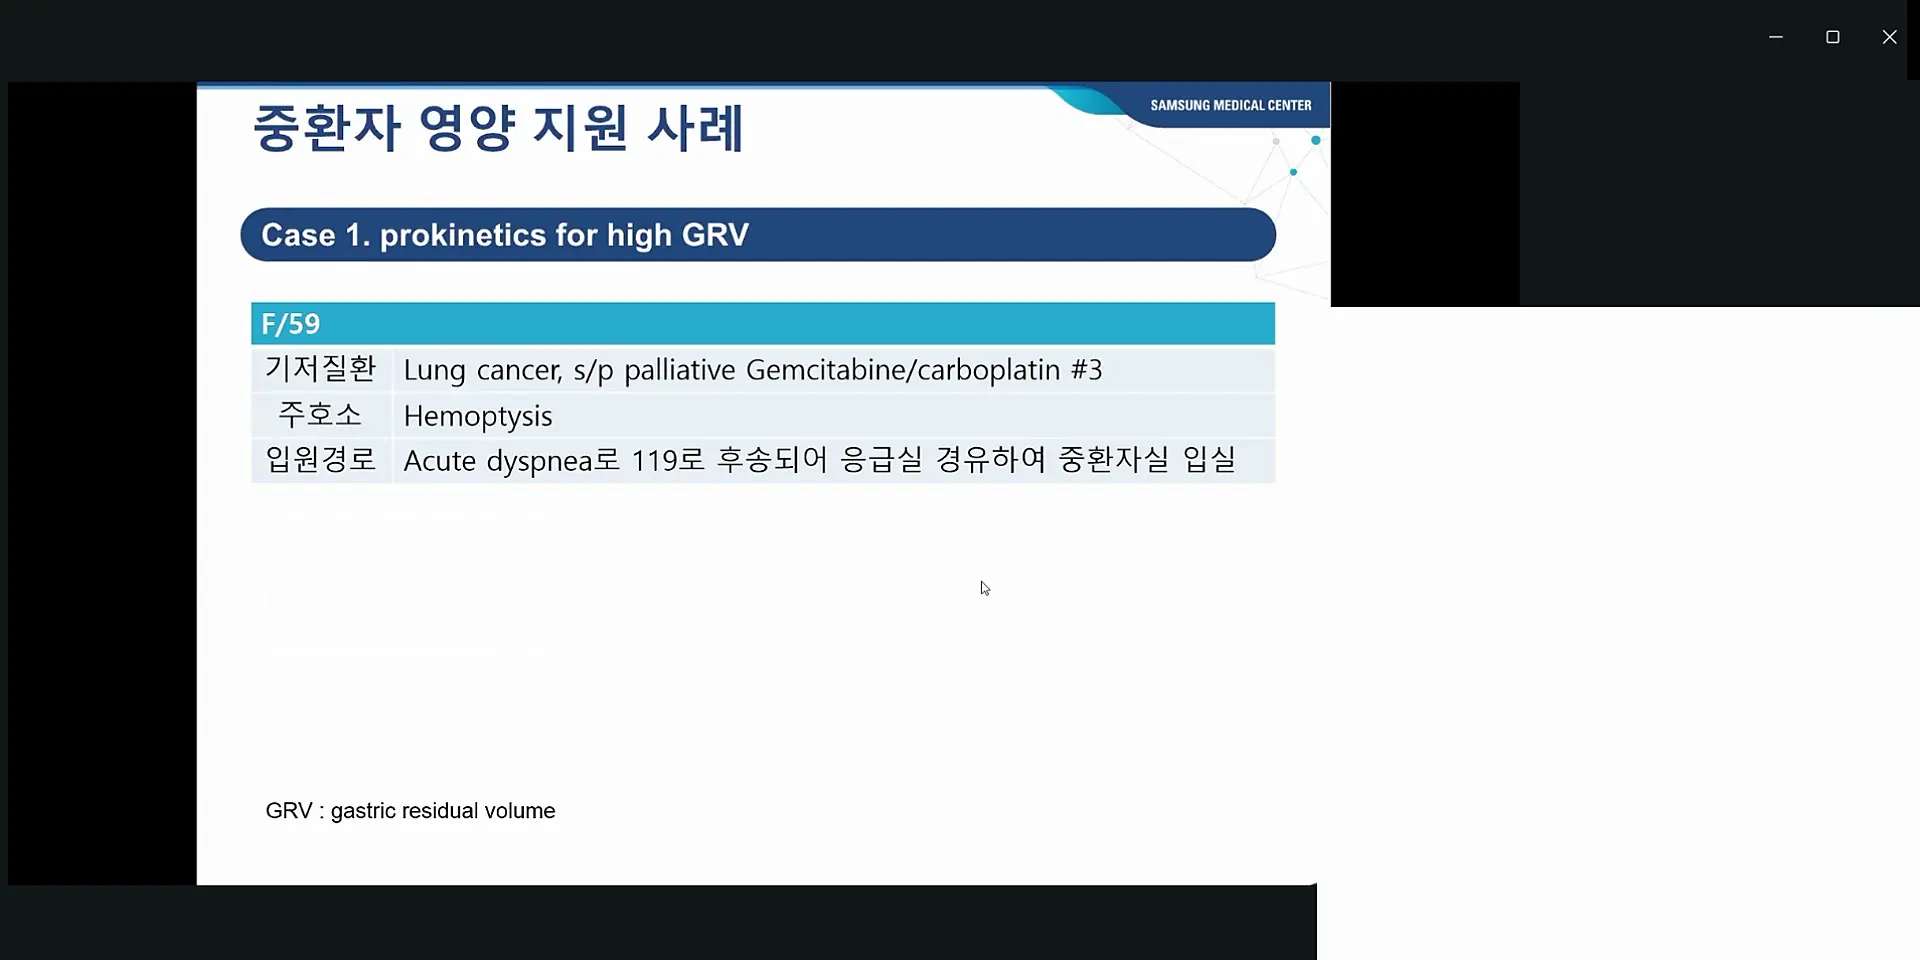 중환자 영양 지원 사례
SAMSUNG MEDICAL CENTER
Case 1. prokinetics for high GRV
F/59
기저질환 Lung cancer, s/p palliative Gemcitabine/carboplatin #3
주호소 Hemoptysis
입원경로 Acute dyspnea로 119로 후송되어 응급실 경유하여 중환자실 입실
GRV : gastric residual volume